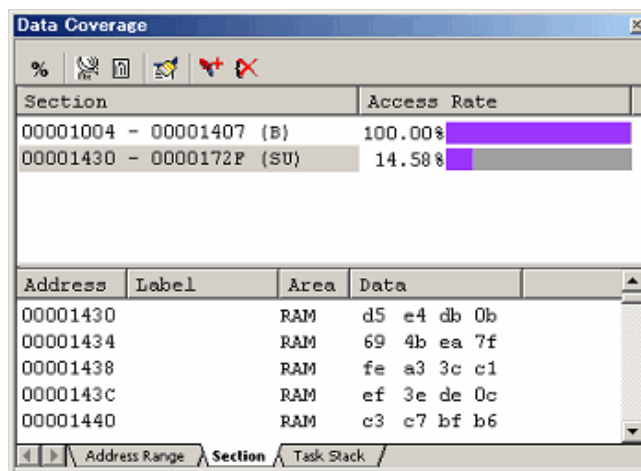 Data Coverage
%
Section Access Rate
00001004 - 00001407 (B) 100.00%
00001430 - 0000172F (SU) 14.58%
Address Label Area Data
00001430 RAM d5 e4 db 0b
00001434 RAM 69 4b ea 7f
00001438 RAM fe a3 3c c1
0000143C RAM ef 3e de 0c
00001440 RAM c3 c7 bf b6
Address Range Section Task Stack